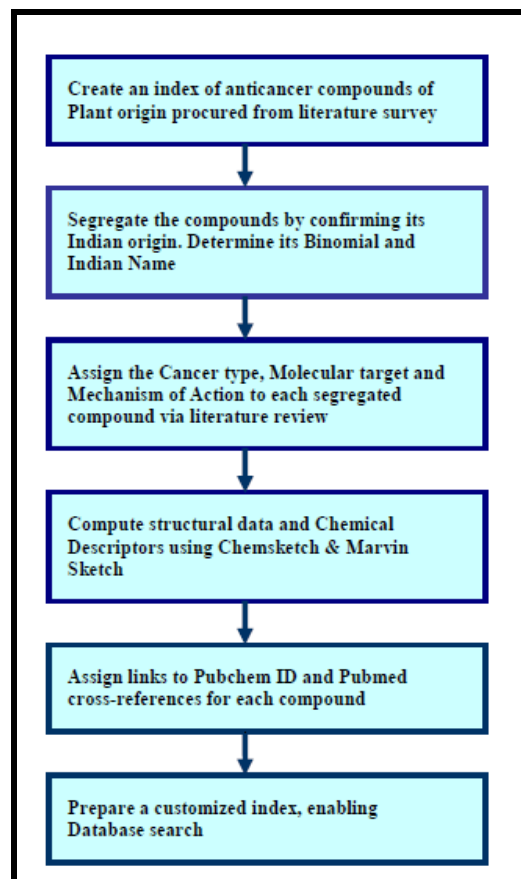 Create an index of anticancer compounds of
Plant origin procured from literature survey
Segregate the compounds by confirming its
Indian origin. Determine its Binomial and
Indian Name
Assign the Cancer type, Molecular target and
Mechanism of Action to each segregated
compound via literature review
Compute structural data and Chemical
Descriptors using Chemsketch & Marvin
Sketch
Assign links to Pubchem ID and Pubmed
cross-references for each compound
Prepare a customized index, enabling
Database search